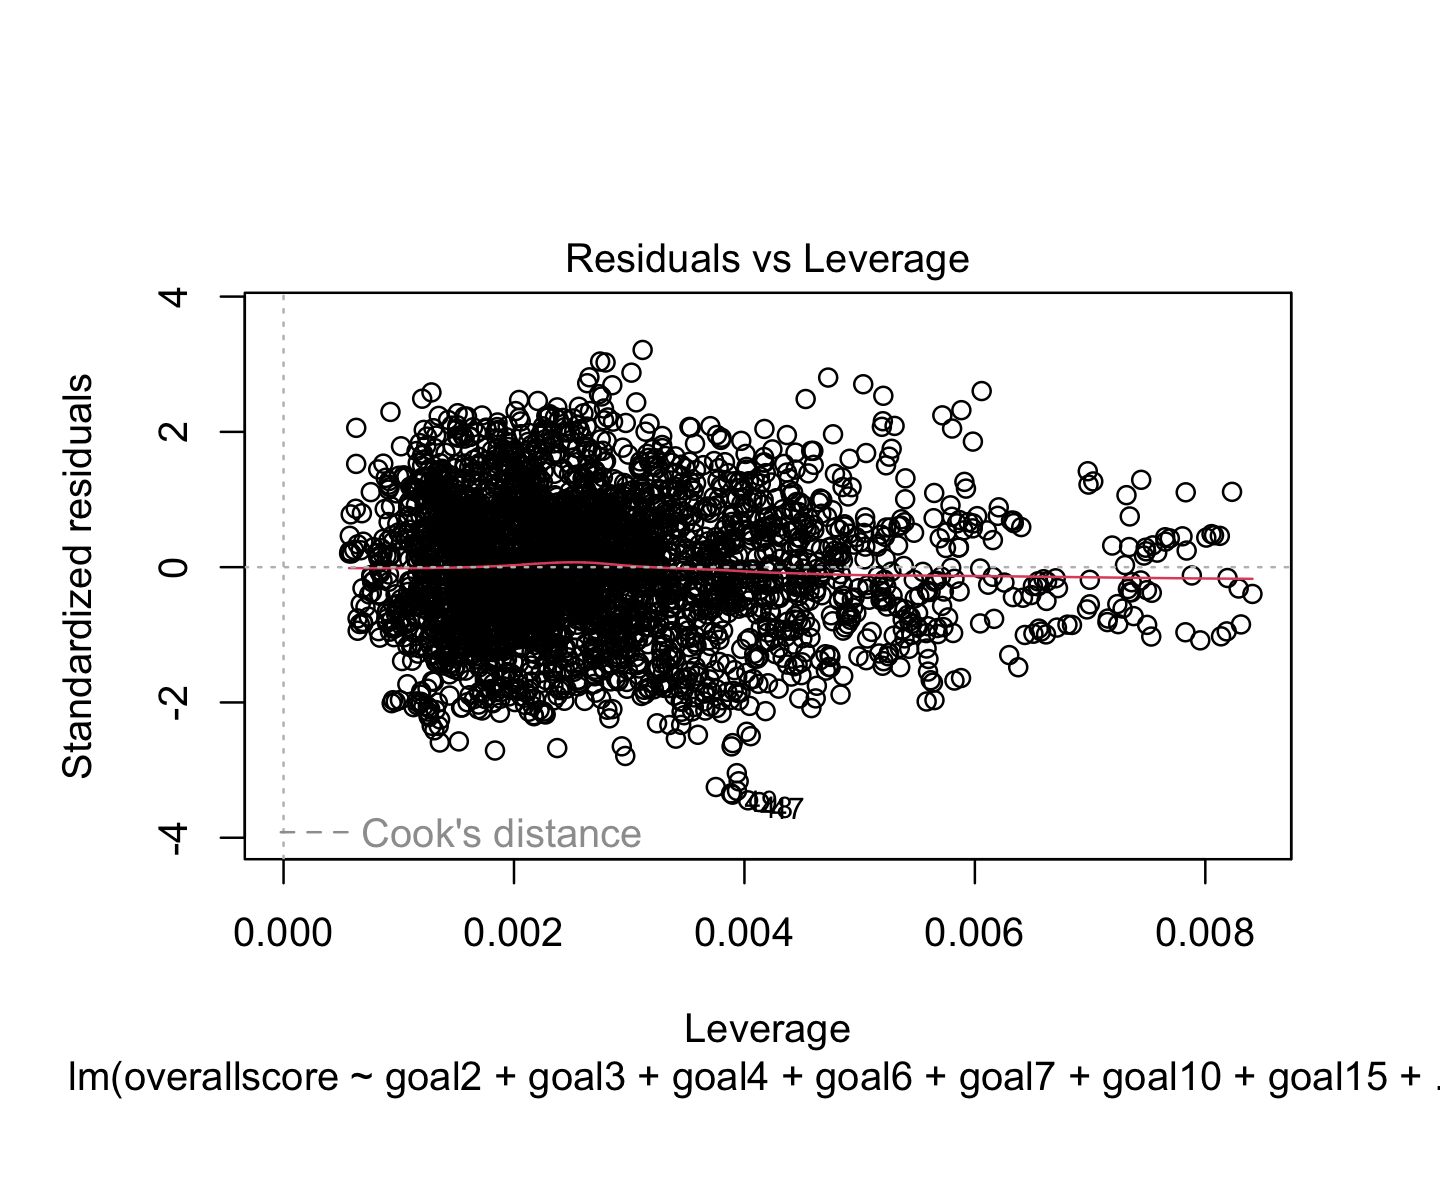 Residuals vs Leverage
Standardized residuals
4
2
0
-2
-4
Cook's distance
0.000 0.002 0.004 0.006 0.008
Leverage
lm(overallscore ~ goal2 + goal3 + goal4 + goal6 + goal7 + goal10 + goal15 + .